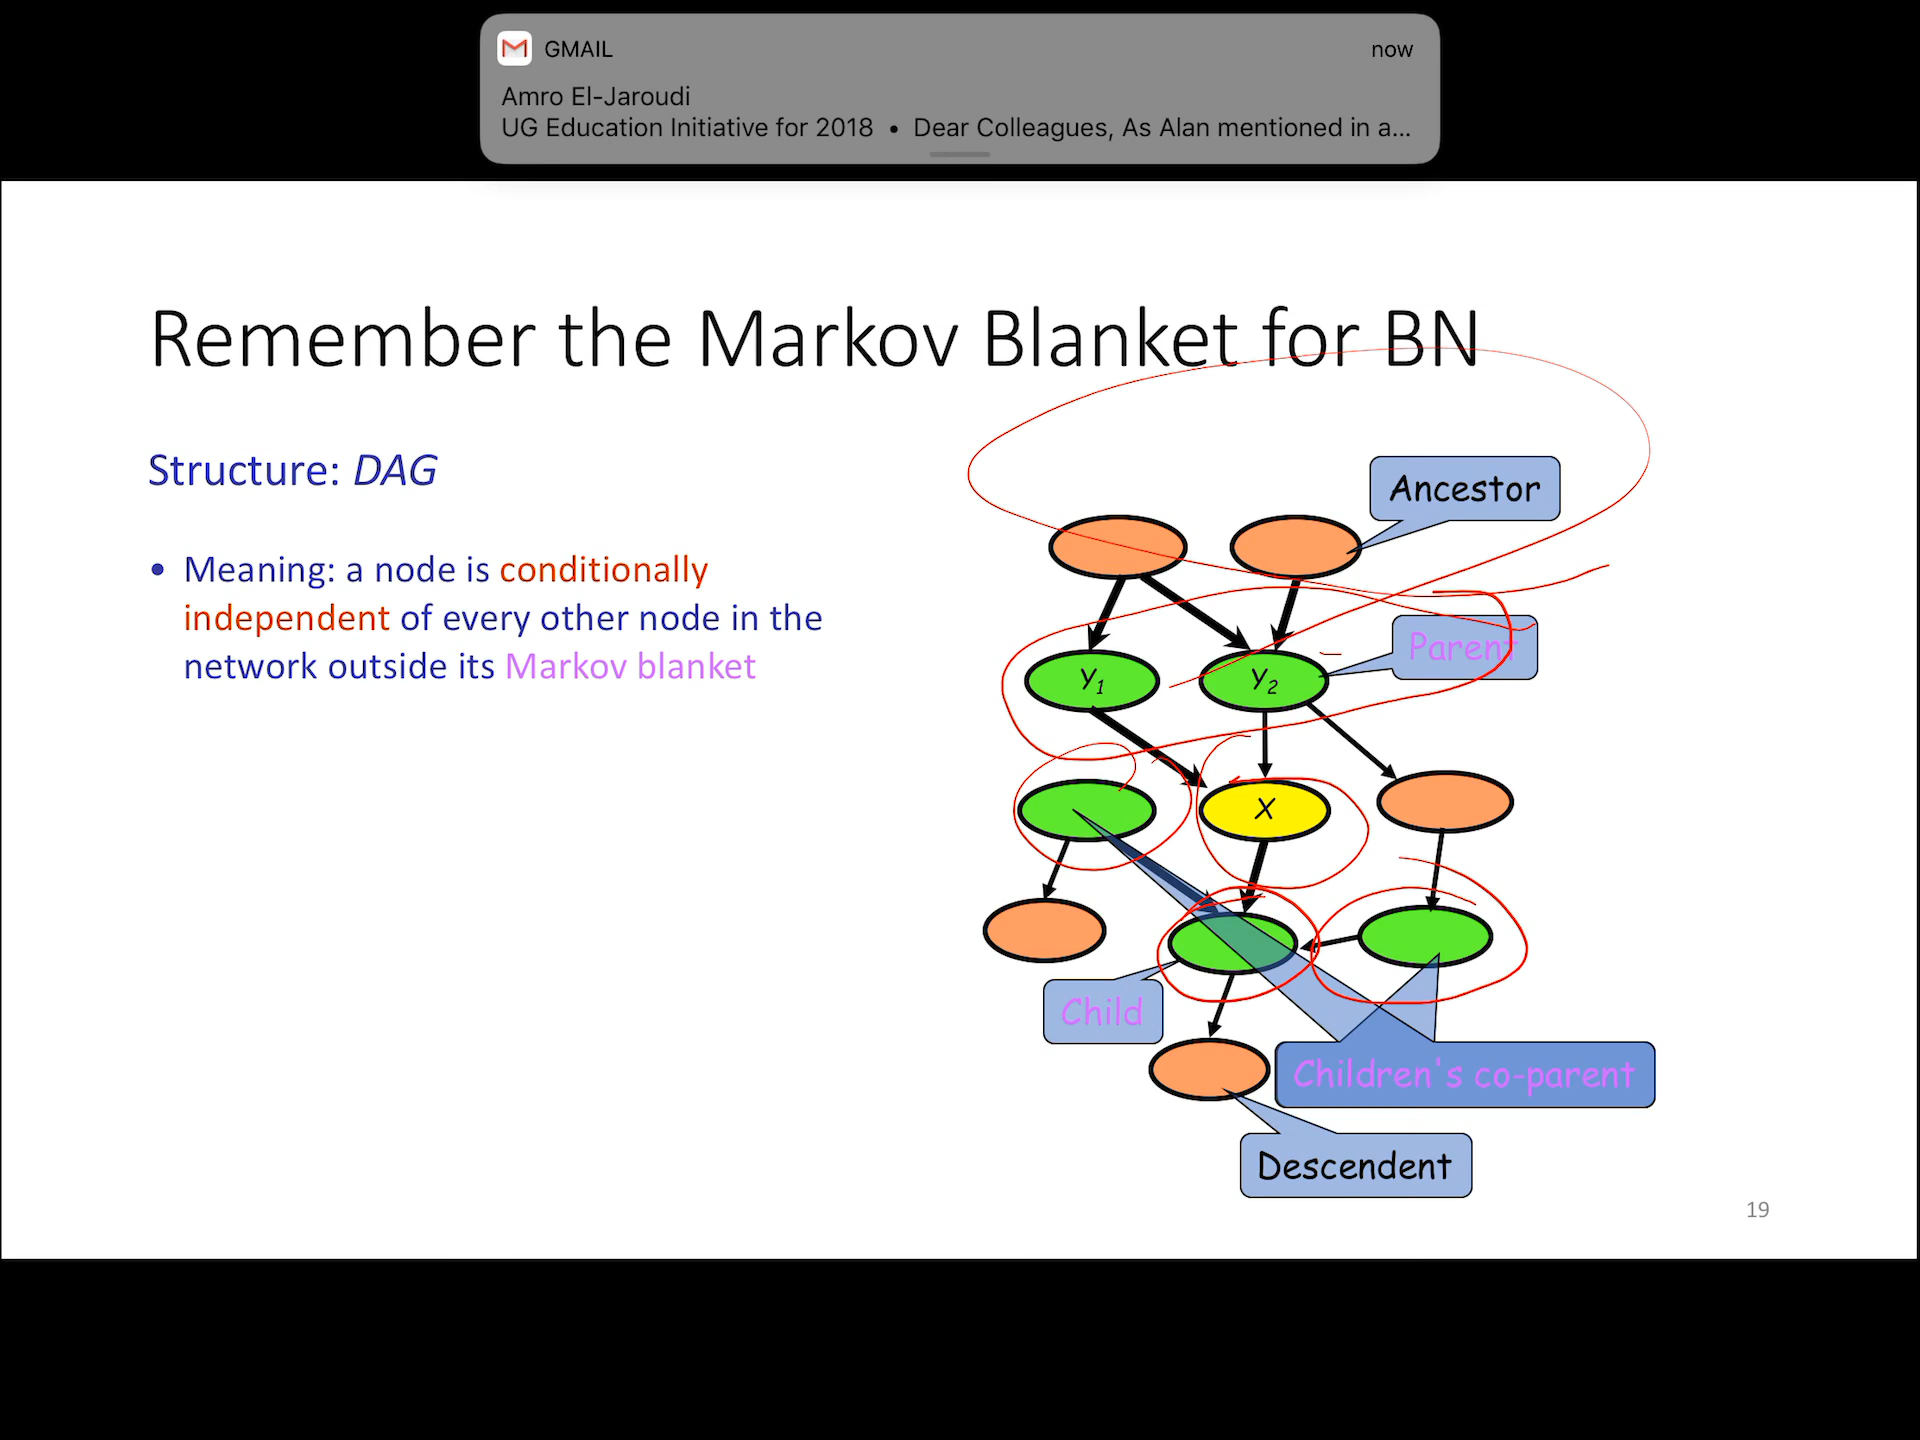 GMAIL now
Amro El-Jaroudi
UG Education Initiative for 2018 • Dear Colleagues, As Alan mentioned in a...
Remember the Markov Blanket for BN
Structure: DAG
• Meaning: a node is conditionally
independent of every other node in the
network outside its Markov blanket
Ancestor
Parent
Y1
Y2
X
Child
Children's co-parent
Descendent
19